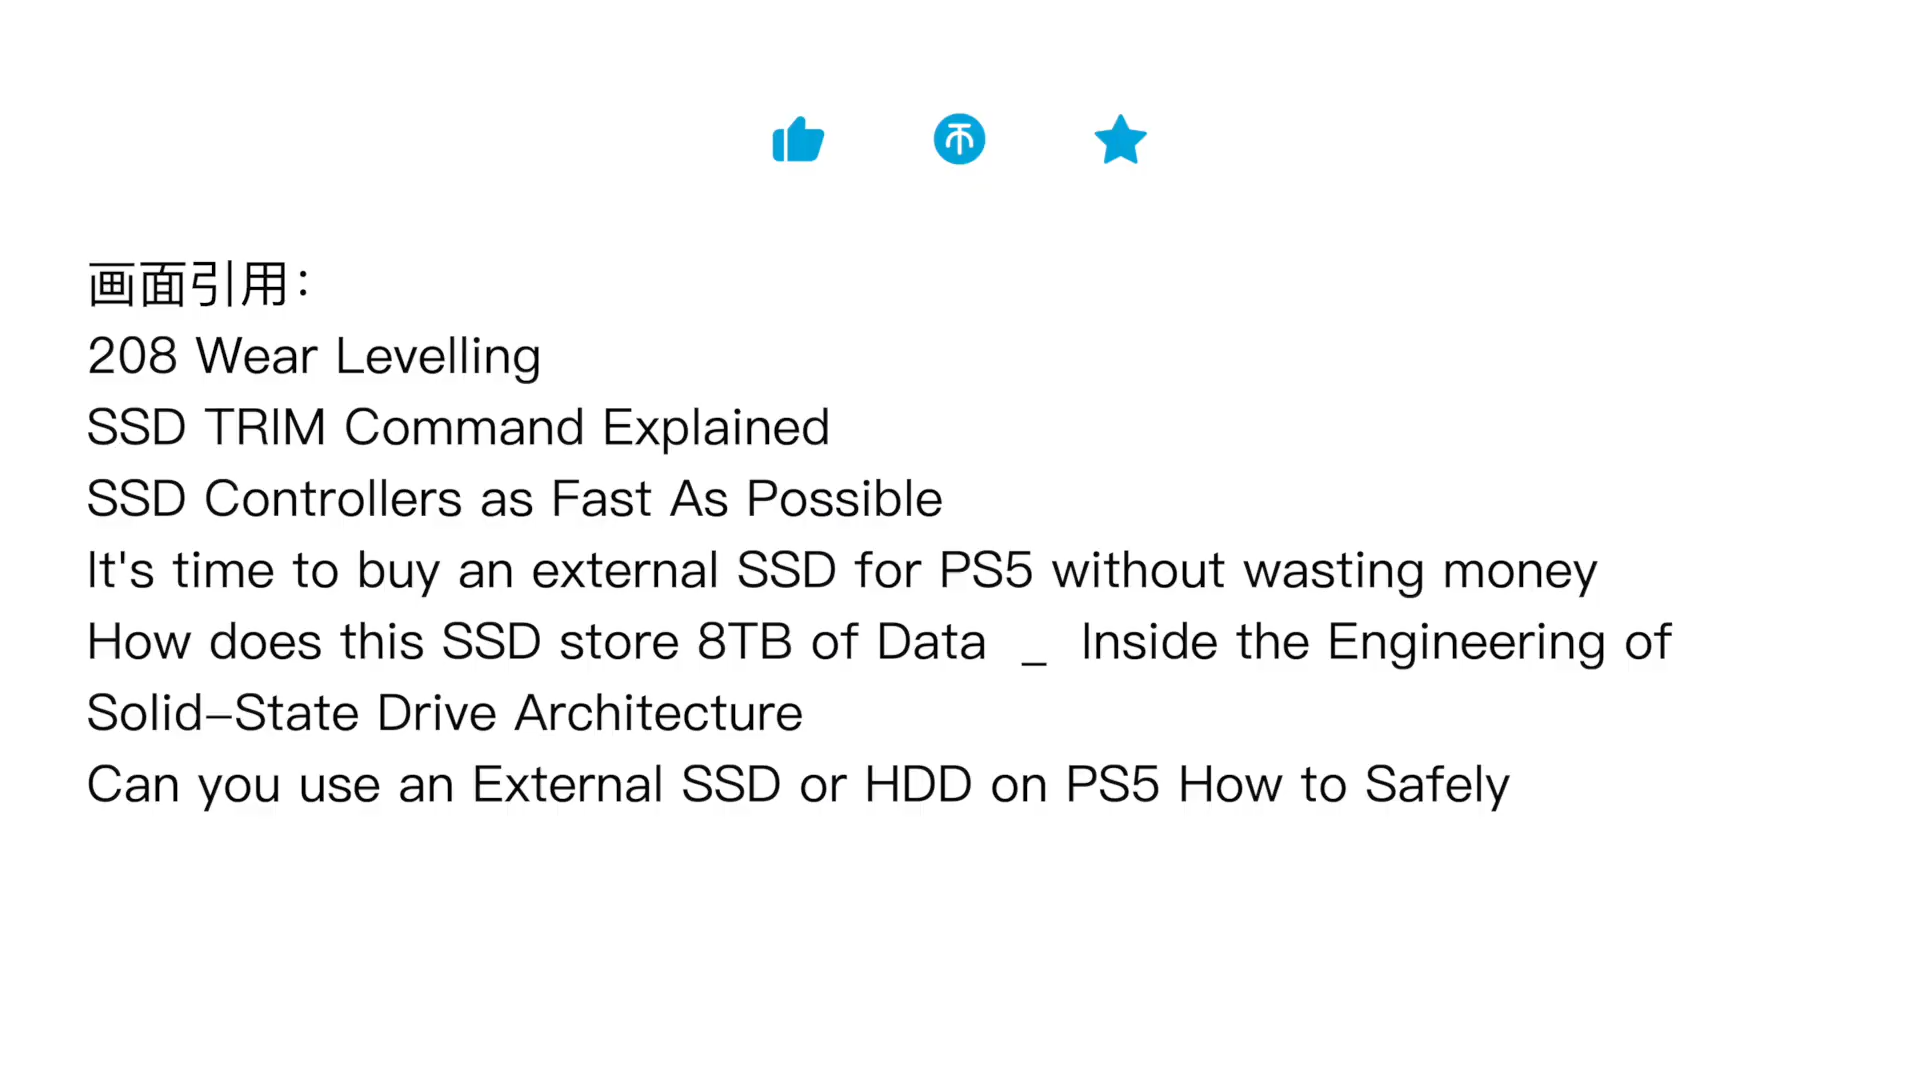 画面引用：
208 Wear Levelling
SSD TRIM Command Explained
SSD Controllers as Fast As Possible
It's time to buy an external SSD for PS5 without wasting money
How does this SSD store 8TB of Data _ Inside the Engineering of
Solid-State Drive Architecture
Can you use an External SSD or HDD on PS5 How to Safely